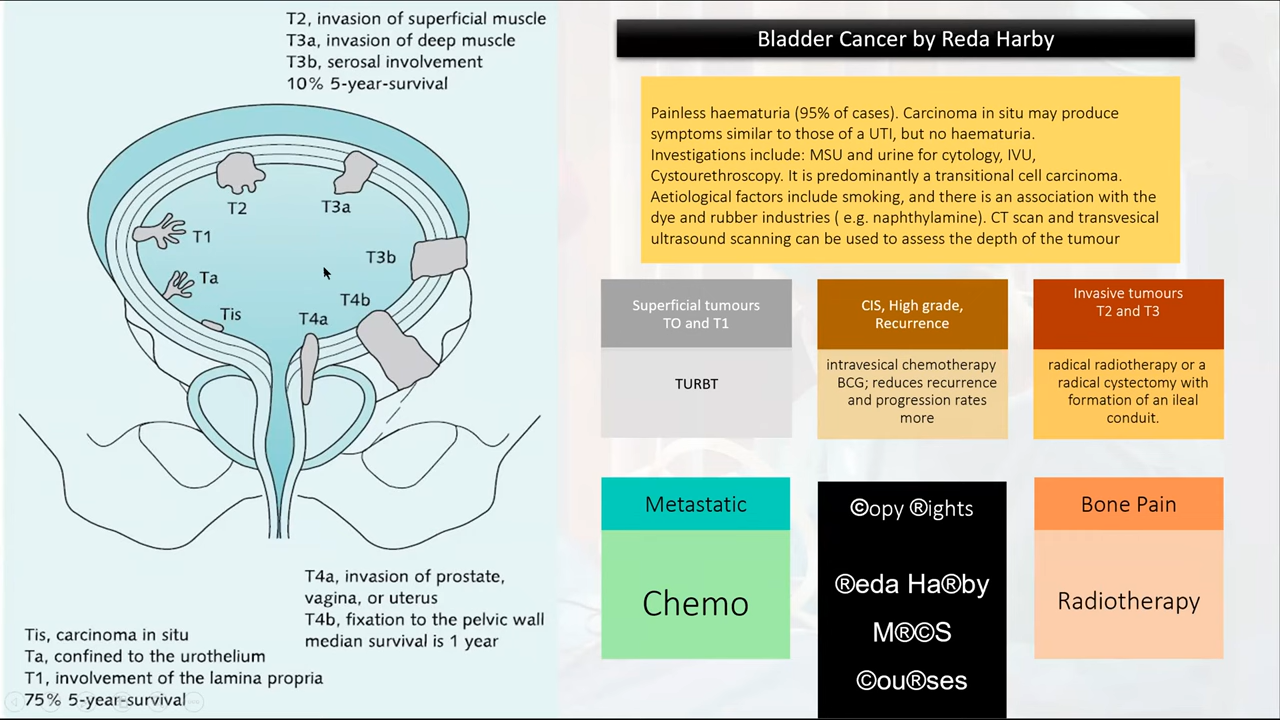 T2, invasion of superficial muscle
T3a, invasion of deep muscle
T3b, serosal involvement
10% 5-year-survival
T2
T3a
T1
T3b
Ta
T4b
Tis
T4a
T4a, invasion of prostate,
vagina, or uterus
T4b, fixation to the pelvic wall
median survival is 1 year
Tis, carcinoma in situ
Ta, confined to the urothelium
T1, involvement of the lamina propria
75% 5-year-survival
Bladder Cancer by Reda Harby
Painless haematuria (95% of cases). Carcinoma in situ may produce
symptoms similar to those of a UTI, but no haematuria.
Investigations include: MSU and urine for cytology, IVU,
Cystourethroscopy. It is predominantly a transitional cell carcinoma.
Aetiological factors include smoking, and there is an association with the
dye and rubber industries ( e.g. naphthylamine). CT scan and transvesical
ultrasound scanning can be used to assess the depth of the tumour
Superficial tumours
TO and T1
TURBT
CIS, High grade,
Recurrence
intravesical chemotherapy
BCG; reduces recurrence
and progression rates
more
Invasive tumours
T2 and T3
radical radiotherapy or a
radical cystectomy with
formation of an ileal
conduit.
Metastatic
Chemo
©opy ®ights
®eda Ha®by
M®©S
©ou®ses
Bone Pain
Radiotherapy